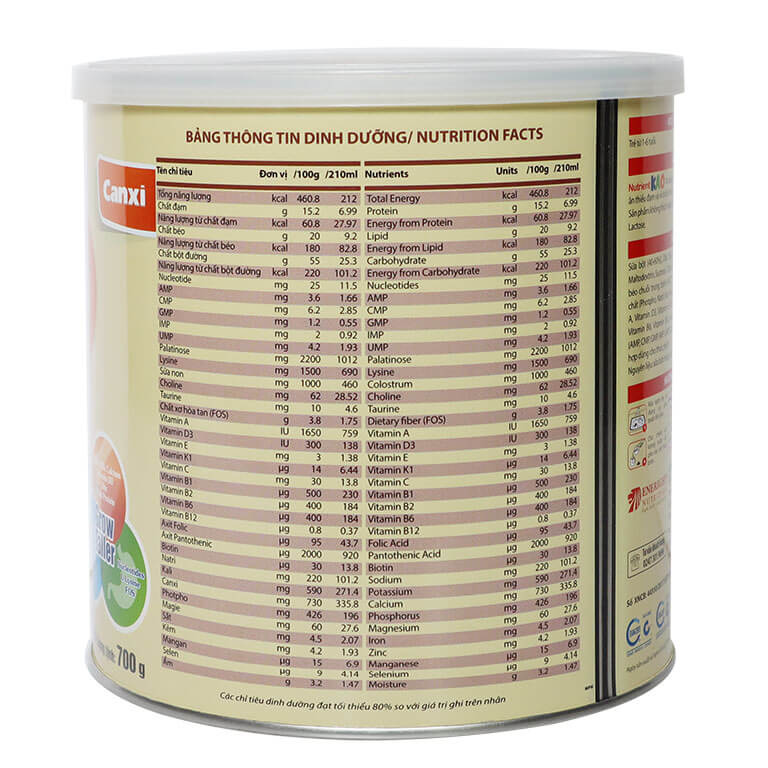 BẢNG THÔNG TIN DINH DƯỠNG/ NUTRITION FACTS
Tên chỉ tiêu Đơn vị /100g /210ml Nutrients Units /100g /210ml
Tổng năng lượng kcal 460.8 212 Total Energy kcal 460.8 212
Chất đạm g 15.2 6.99 Protein g 15.2 6.99
Năng lượng từ chất đạm kcal 60.8 27.97 Energy from Protein kcal 60.8 27.97
Chất béo g 20 9.2 Lipid g 20 9.2
Năng lượng từ chất béo kcal 180 82.8 Energy from Lipid kcal 180 82.8
Chất bột đường g 55 25.3 Carbohydrate g 55 25.3
Năng lượng từ chất bột đường kcal 220 101.2 Energy from Carbohydrate kcal 220 101.2
Nucleotide mg 25 11.5 Nucleotides mg 25 11.5
AMP mg 3.6 1.66 AMP mg 3.6 1.66
CMP mg 6.2 2.85 CMP mg 6.2 2.85
GMP mg 1.2 0.55 GMP mg 1.2 0.55
IMP mg 2 0.92 IMP mg 2 0.92
UMP mg 4.2 1.93 UMP mg 4.2 1.93
Palatinose mg 2200 1012 Palatinose mg 2200 1012
Lysine mg 1500 690 Lysine mg 1500 690
Sữa non mg 1000 460 Colostrum mg 1000 460
Choline mg 62 28.52 Choline mg 62 28.52
Taurine mg 10 4.6 Taurine mg 10 4.6
Chất xơ hòa tan (FOS) g 3.8 1.75 Dietary fiber (FOS) g 3.8 1.75
Vitamin A IU 1650 759 Vitamin A IU 1650 759
Vitamin D3 IU 300 138 Vitamin D3 IU 300 138
Vitamin E mg 3 1.38 Vitamin E mg 3 1.38
Vitamin K1 µg 14 6.44 Vitamin K1 µg 14 6.44
Vitamin C mg 30 13.8 Vitamin C mg 30 13.8
Vitamin B1 µg 500 230 Vitamin B1 µg 500 230
Vitamin B2 µg 400 184 Vitamin B2 µg 400 184
Vitamin B6 µg 400 184 Vitamin B6 µg 400 184
Vitamin B12 µg 0.8 0.37 Vitamin B12 µg 0.8 0.37
Axit Folic µg 95 43.7 Folic Acid µg 95 43.7
Axit Pantothenic µg 2000 920 Pantothenic Acid µg 2000 920
Biotin µg 30 13.8 Biotin µg 30 13.8
Natri mg 220 101.2 Sodium mg 220 101.2
Kali mg 590 271.4 Potassium mg 590 271.4
Canxi mg 730 335.8 Calcium mg 730 335.8
Photpho mg 426 196 Phosphorus mg 426 196
Magie mg 60 27.6 Magnesium mg 60 27.6
Sắt mg 4.5 2.07 Iron mg 4.5 2.07
Kẽm mg 4.2 1.93 Zinc mg 4.2 1.93
Mangan µg 15 6.9 Manganese µg 15 6.9
Selen µg 9 4.14 Selenium µg 9 4.14
Ẩm g 3.2 1.47 Moisture g 3.2 1.47
Các chỉ tiêu dinh dưỡng đạt tối thiểu 80% so với giá trị ghi trên nhãn
Canxi
Nucleotides
Lysine
FOS
700 g
Trẻ từ 1-6 tuổi
Nutrient KAO
Lactose.